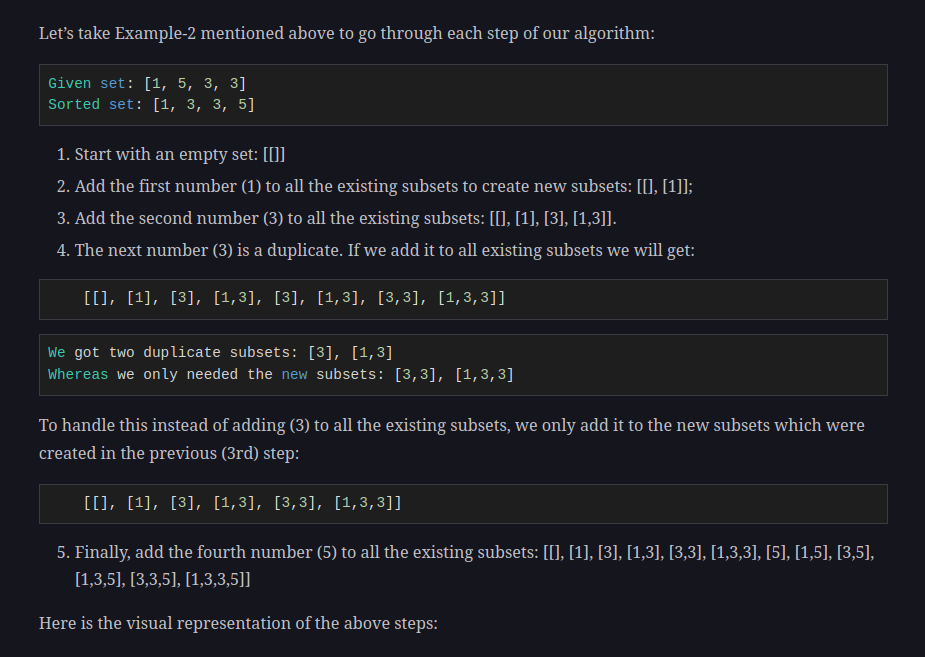 Let’s take Example-2 mentioned above to go through each step of our algorithm:
Given set: [1, 5, 3, 3]
Sorted set: [1, 3, 3, 5]
1. Start with an empty set: [[]]
2. Add the first number (1) to all the existing subsets to create new subsets: [[], [1]];
3. Add the second number (3) to all the existing subsets: [[], [1], [3], [1,3]].
4. The next number (3) is a duplicate. If we add it to all existing subsets we will get:
[[], [1], [3], [1,3], [3], [1,3], [3,3], [1,3,3]]
We got two duplicate subsets: [3], [1,3]
Whereas we only needed the new subsets: [3,3], [1,3,3]
To handle this instead of adding (3) to all the existing subsets, we only add it to the new subsets which were
created in the previous (3rd) step:
[[], [1], [3], [1,3], [3,3], [1,3,3]]
5. Finally, add the fourth number (5) to all the existing subsets: [[], [1], [3], [1,3], [3,3], [1,3,3], [5], [1,5], [3,5],
[1,3,5], [3,3,5], [1,3,3,5]]
Here is the visual representation of the above steps: